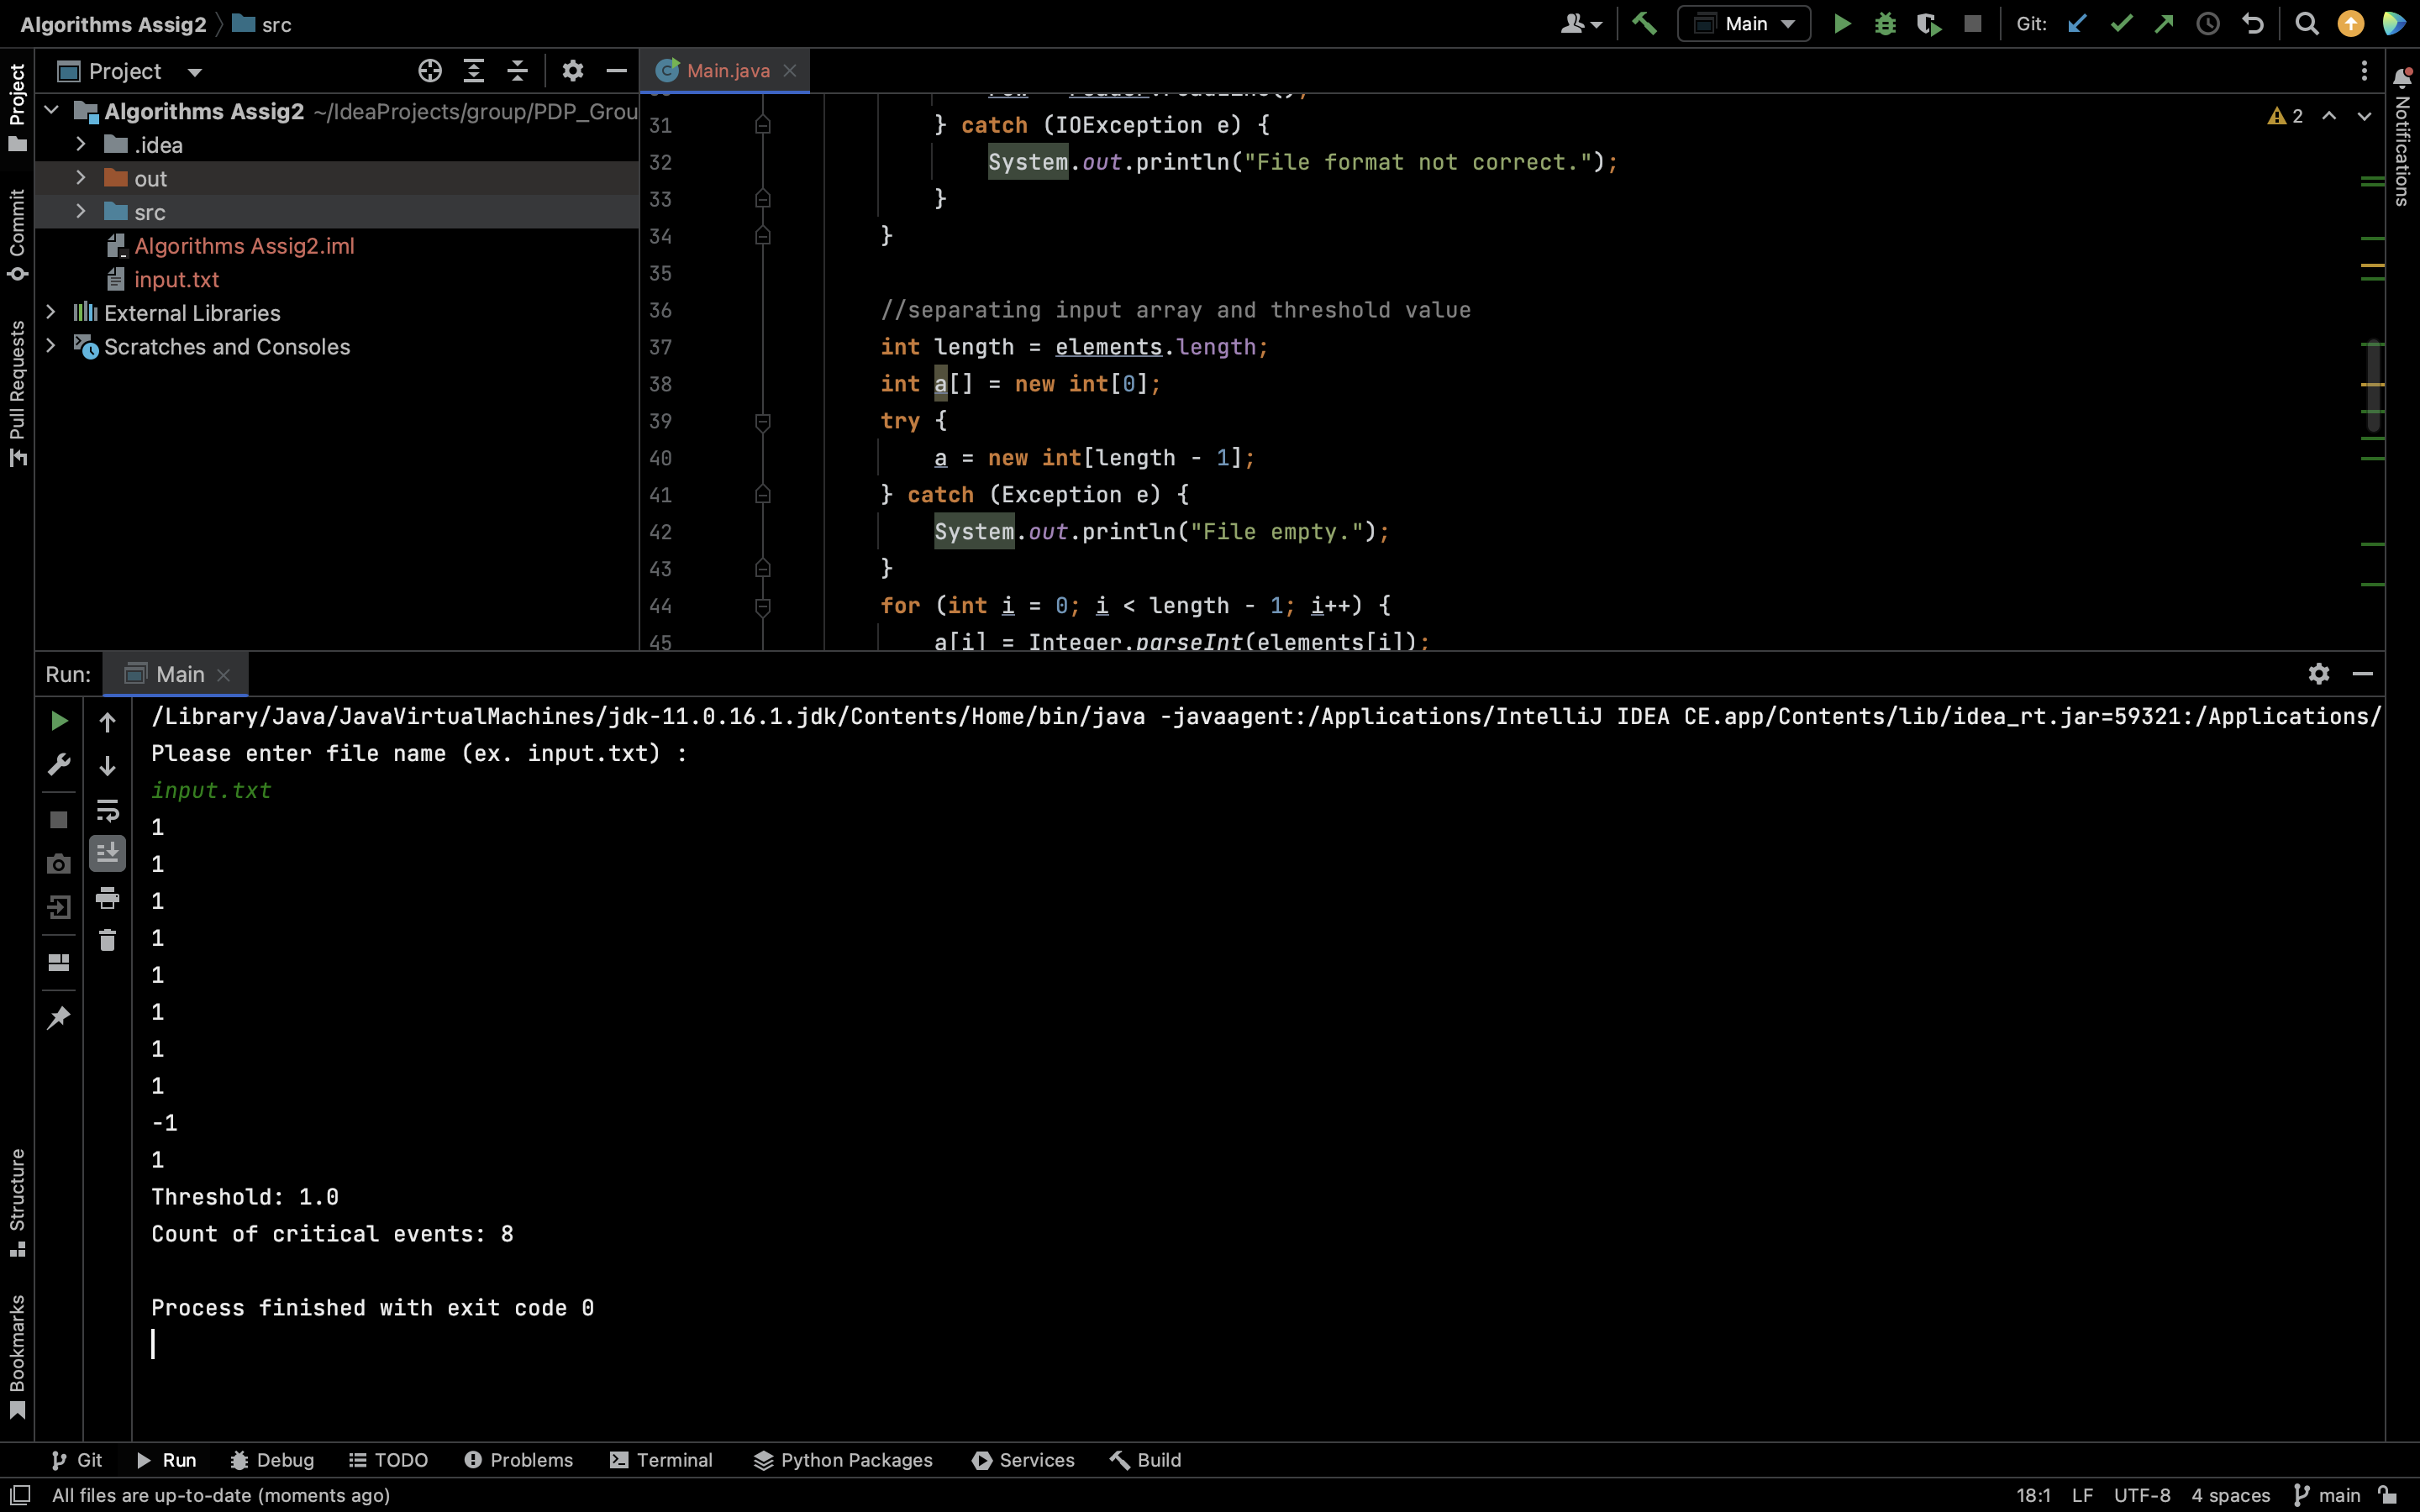 Algorithms Assig2 src
Main
Git:
Project
Main.java
Algorithms Assig2 ~/IdeaProjects/group/PDP_Grou
.idea
out
src
Algorithms Assig2.iml
input.txt
External Libraries
Scratches and Consoles
Project
Commit
Pull Requests
Structure
Bookmarks
Notifications
2
31 } catch (IOException e) {
32 System.out.println("File format not correct.");
33 }
34 }
35
36 //separating input array and threshold value
37 int length = elements.length;
38 int a[] = new int[0];
39 try {
40 a = new int[length - 1];
41 } catch (Exception e) {
42 System.out.println("File empty.");
43 }
44 for (int i = 0; i < length - 1; i++) {
45 a[i] = Integer.parseInt(elements[i]);
Run: Main
/Library/Java/JavaVirtualMachines/jdk-11.0.16.1.jdk/Contents/Home/bin/java -javaagent:/Applications/IntelliJ IDEA CE.app/Contents/lib/idea_rt.jar=59321:/Applications/
Please enter file name (ex. input.txt) :
input.txt
1
1
1
1
1
1
1
1
-1
1
Threshold: 1.0
Count of critical events: 8
Process finished with exit code 0
Git Run Debug TODO Problems Terminal Python Packages Services Build
All files are up-to-date (moments ago)
18:1 LF UTF-8 4 spaces main